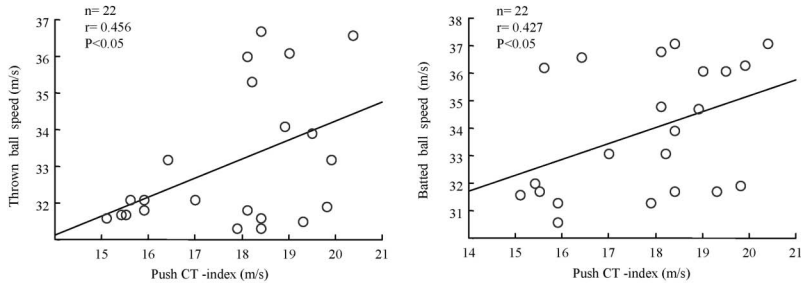 n= 22
r= 0.456
P<0.05
37
36
35
34
33
32
31
Thrown ball speed (m/s)
15 16 17 18 19 20 21
Push CT -index (m/s)
n= 22
r= 0.427
P<0.05
38
37
36
35
34
33
32
31
30
Batted ball speed (m/s)
14 15 16 17 18 19 20 21
Push CT -index (m/s)